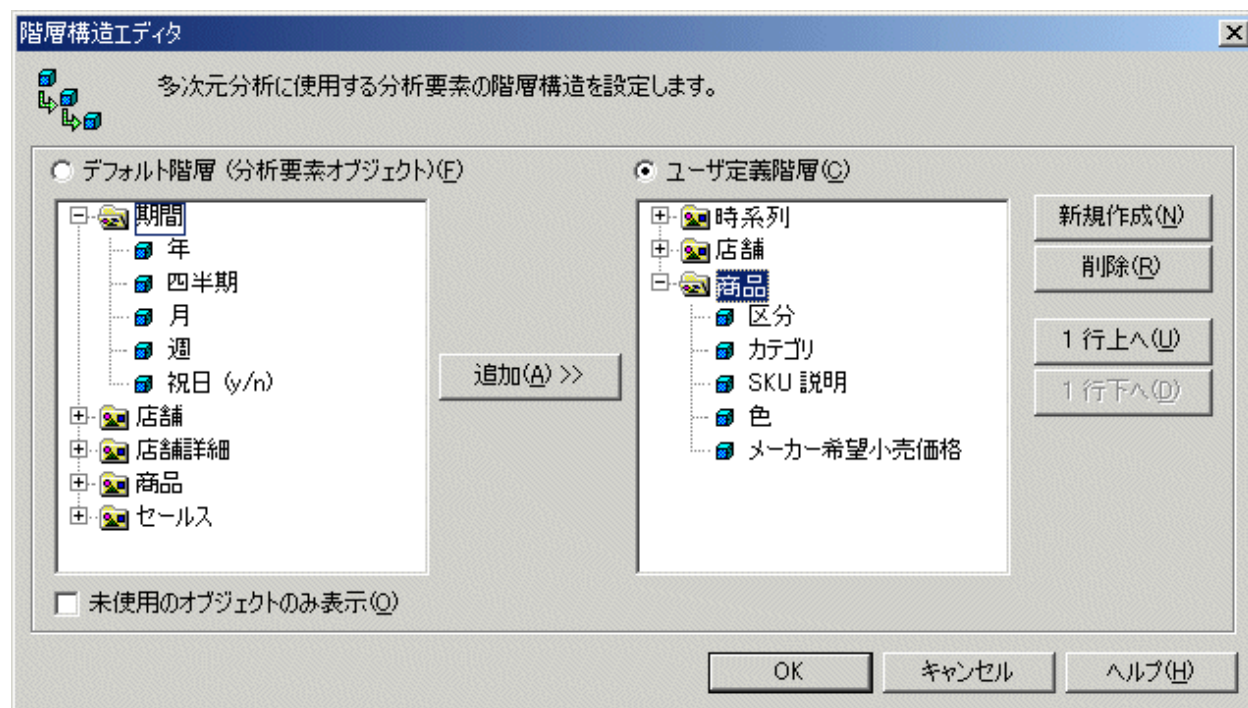 階層構造エディタ
多次元分析に使用する分析要素の階層構造を設定します。
デフォルト階層 (分析要素オブジェクト)(F)
期間
年
四半期
月
週
祝日 (y/n)
店舗
店舗詳細
商品
セールス
未使用のオブジェクトのみ表示(O)
追加(A) >>
ユーザ定義階層(C)
時系列
店舗
商品
区分
カテゴリ
SKU 説明
色
メーカー希望小売価格
新規作成(N)
削除(R)
1 行上へ(U)
1 行下へ(D)
OK
キャンセル
ヘルプ(H)